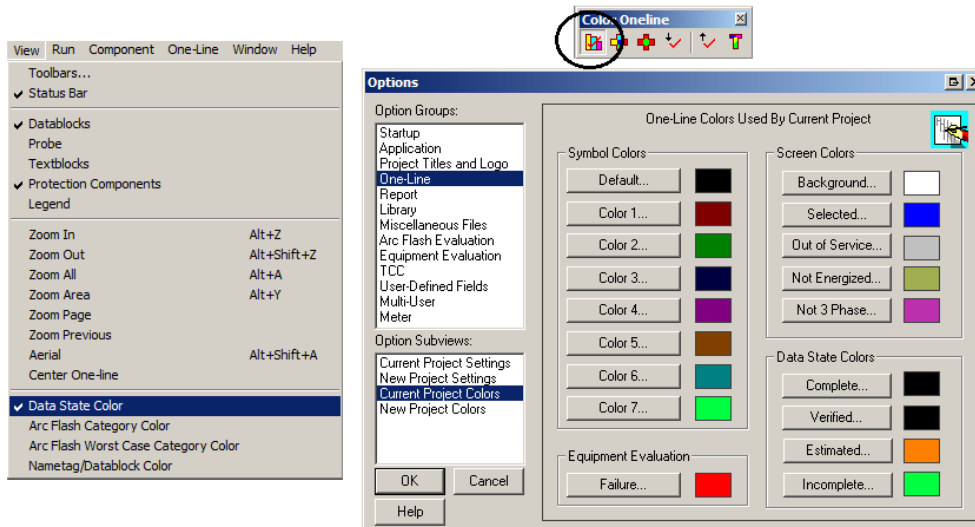 Color Oneline
View Run Component One-Line Window Help
Toolbars...
Status Bar
Datablocks
Probe
Textblocks
Protection Components
Legend
Zoom In Alt+Z
Zoom Out Alt+Shift+Z
Zoom All Alt+A
Zoom Area Alt+Y
Zoom Page
Zoom Previous
Aerial Alt+Shift+A
Center One-line
Data State Color
Arc Flash Category Color
Arc Flash Worst Case Category Color
Nametag/Datablock Color
Options
Option Groups:
Startup
Application
Project Titles and Logo
One-Line
Report
Library
Miscellaneous Files
Arc Flash Evaluation
Equipment Evaluation
TCC
User-Defined Fields
Multi-User
Meter
Option Subviews:
Current Project Settings
New Project Settings
Current Project Colors
New Project Colors
OK Cancel
Help
One-Line Colors Used By Current Project
Symbol Colors
Default...
Color 1...
Color 2...
Color 3...
Color 4...
Color 5...
Color 6...
Color 7...
Equipment Evaluation
Failure...
Screen Colors
Background...
Selected...
Out of Service...
Not Energized...
Not 3 Phase...
Data State Colors
Complete...
Verified...
Estimated...
Incomplete...